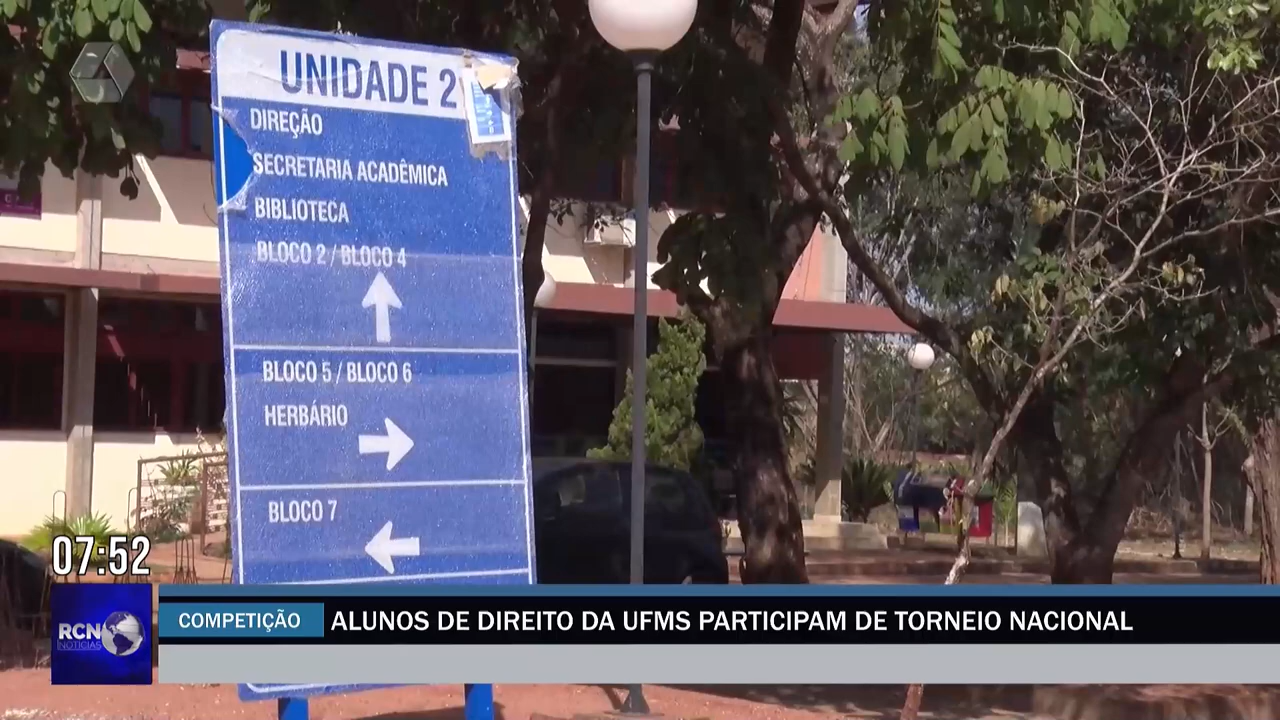 UNIDADE 2
DIREÇÃO
SECRETARIA ACADÊMICA
BIBLIOTECA
BLOCO 2 / BLOCO 4
BLOCO 5 / BLOCO 6
HERBÁRIO
BLOCO 7
07:52
RCN
NOTÍCIAS
COMPETIÇÃO
ALUNOS DE DIREITO DA UFMS PARTICIPAM DE TORNEIO NACIONAL